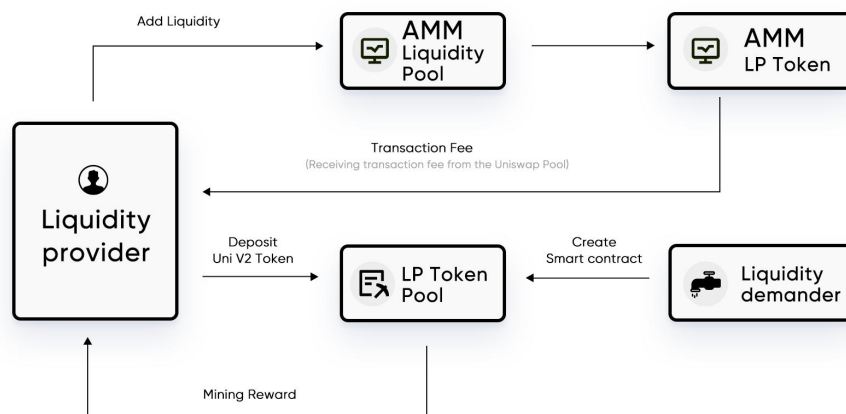 Add Liquidity
AMM
Liquidity
Pool
AMM
LP Token
Transaction Fee
(Receiving transaction fee from the Uniswap Pool)
Liquidity
provider
Deposit
Uni V2 Token
LP Token
Pool
Create
Smart contract
Liquidity
demander
Mining Reward